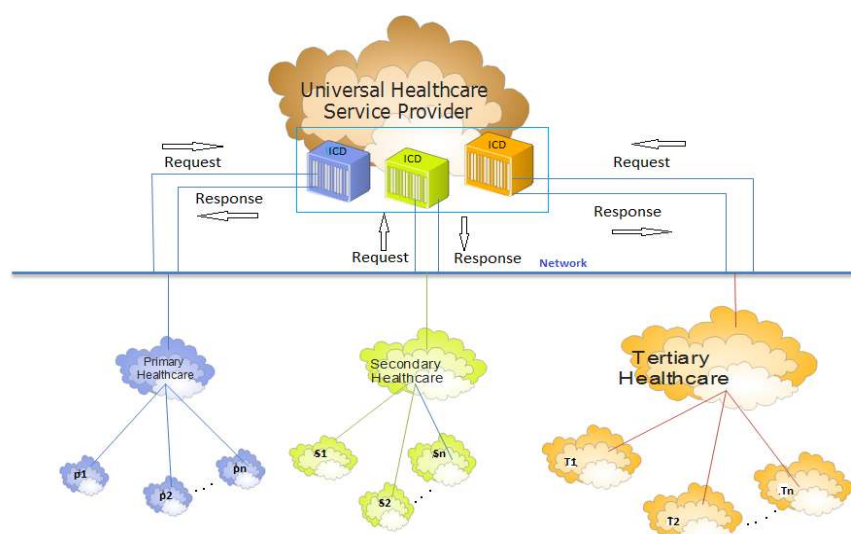 Universal Healthcare
Service Provider
ICD
ICD
ICD
Request
Request
Response
Response
Request
Response
Network
Primary
Healthcare
Secondary
Healthcare
Tertiary
Healthcare
p1
p2
pn
S1
S2
Sn
T1
T2
Tn